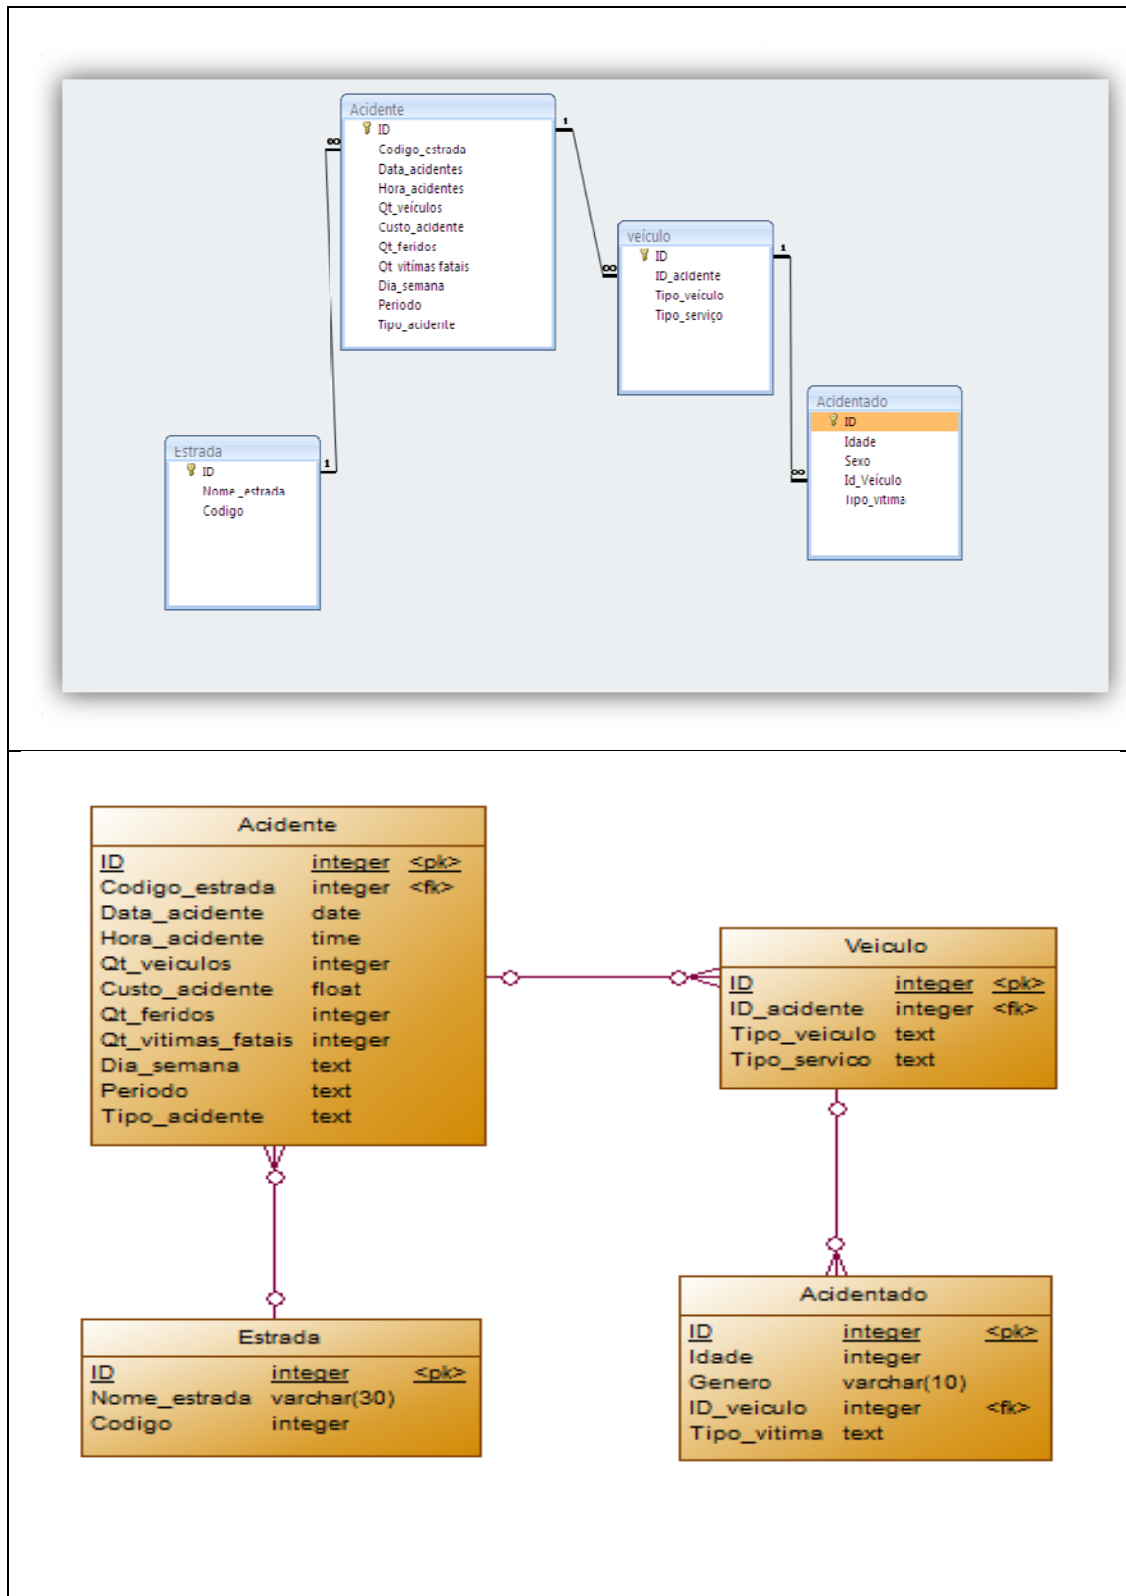 Acidente
ID
Codigo_estrada
Data_acidentes
Hora_acidentes
Qt_veículos
Custo_acidente
Qt_feridos
Qt_vitímas fatais
Dia_semana
Periodo
Tipo_acidente
1
∞
veículo
ID
ID_acidente
Tipo_veículo
Tipo_serviço
1
∞
Acidentado
ID
Idade
Sexo
Id_Veículo
Tipo_vitima
∞
Estrada
ID
Nome_estrada
Codigo
1
Acidente
ID integer <pk>
Codigo_estrada integer <fk>
Data_acidente date
Hora_acidente time
Qt_veiculos integer
Custo_acidente float
Qt_feridos integer
Qt_vitimas_fatais integer
Dia_semana text
Periodo text
Tipo_acidente text
Veiculo
ID integer <pk>
ID_acidente integer <fk>
Tipo_veiculo text
Tipo_servico text
Estrada
ID integer <pk>
Nome_estrada varchar(30)
Codigo integer
Acidentado
ID integer <pk>
Idade integer
Genero varchar(10)
ID_veiculo integer <fk>
Tipo_vitima text